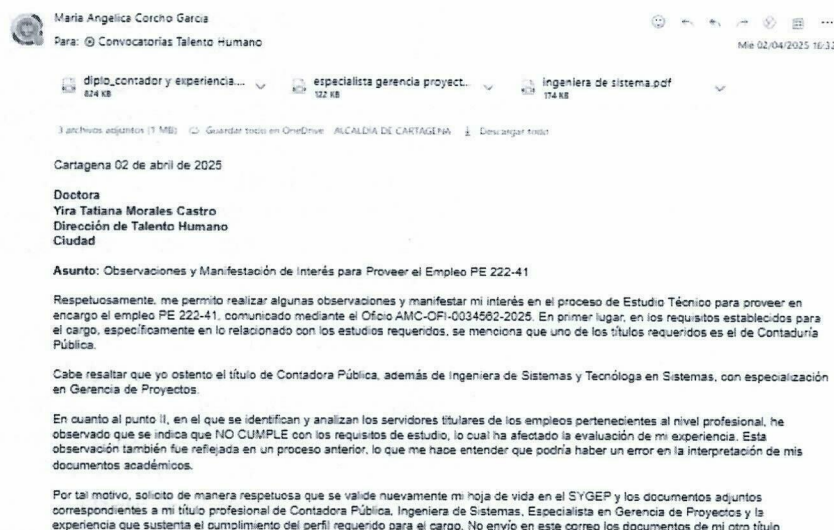 Maria Angelica Corcho Garcia
Para: Convocatorias Talento Humano
Mié 02/04/2025 16:32
diplo_contador y experiencia....
824 KB
especialista gerencia proyect...
122 KB
ingeniera de sistema.pdf
174 KB
3 archivos adjuntos (1 MB) Guardar todo en OneDrive ALCALDIA DE CARTAGENA Descargar todo
Cartagena 02 de abril de 2025
Doctora
Yira Tatiana Morales Castro
Dirección de Talento Humano
Ciudad
Asunto: Observaciones y Manifestación de Interés para Proveer el Empleo PE 222-41
Respetuosamente, me permito realizar algunas observaciones y manifestar mi interés en el proceso de Estudio Técnico para proveer en
encargo el empleo PE 222-41, comunicado mediante el Oficio AMC-OFI-0034562-2025. En primer lugar, en los requisitos establecidos para
el cargo, específicamente en lo relacionado con los estudios requeridos, se menciona que uno de los títulos requeridos es el de Contaduría
Pública.
Cabe resaltar que yo ostento el título de Contadora Pública, además de Ingeniera de Sistemas y Tecnóloga en Sistemas, con especialización
en Gerencia de Proyectos.
En cuanto al punto II, en el que se identifican y analizan los servidores titulares de los empleos pertenecientes al nivel profesional, he
observado que se indica que NO CUMPLE con los requisitos de estudio, lo cual ha afectado la evaluación de mi experiencia. Esta
observación también fue reflejada en un proceso anterior, lo que me hace entender que podría haber un error en la interpretación de mis
documentos académicos.
Por tal motivo, solicito de manera respetuosa que se valide nuevamente mi hoja de vida en el SYGEP y los documentos adjuntos
correspondientes a mi título profesional de Contadora Pública, Ingeniera de Sistemas, Especialista en Gerencia de Proyectos y la
experiencia que sustenta el cumplimiento del perfil requerido para el cargo. No envío en este correo los documentos de mi otro título